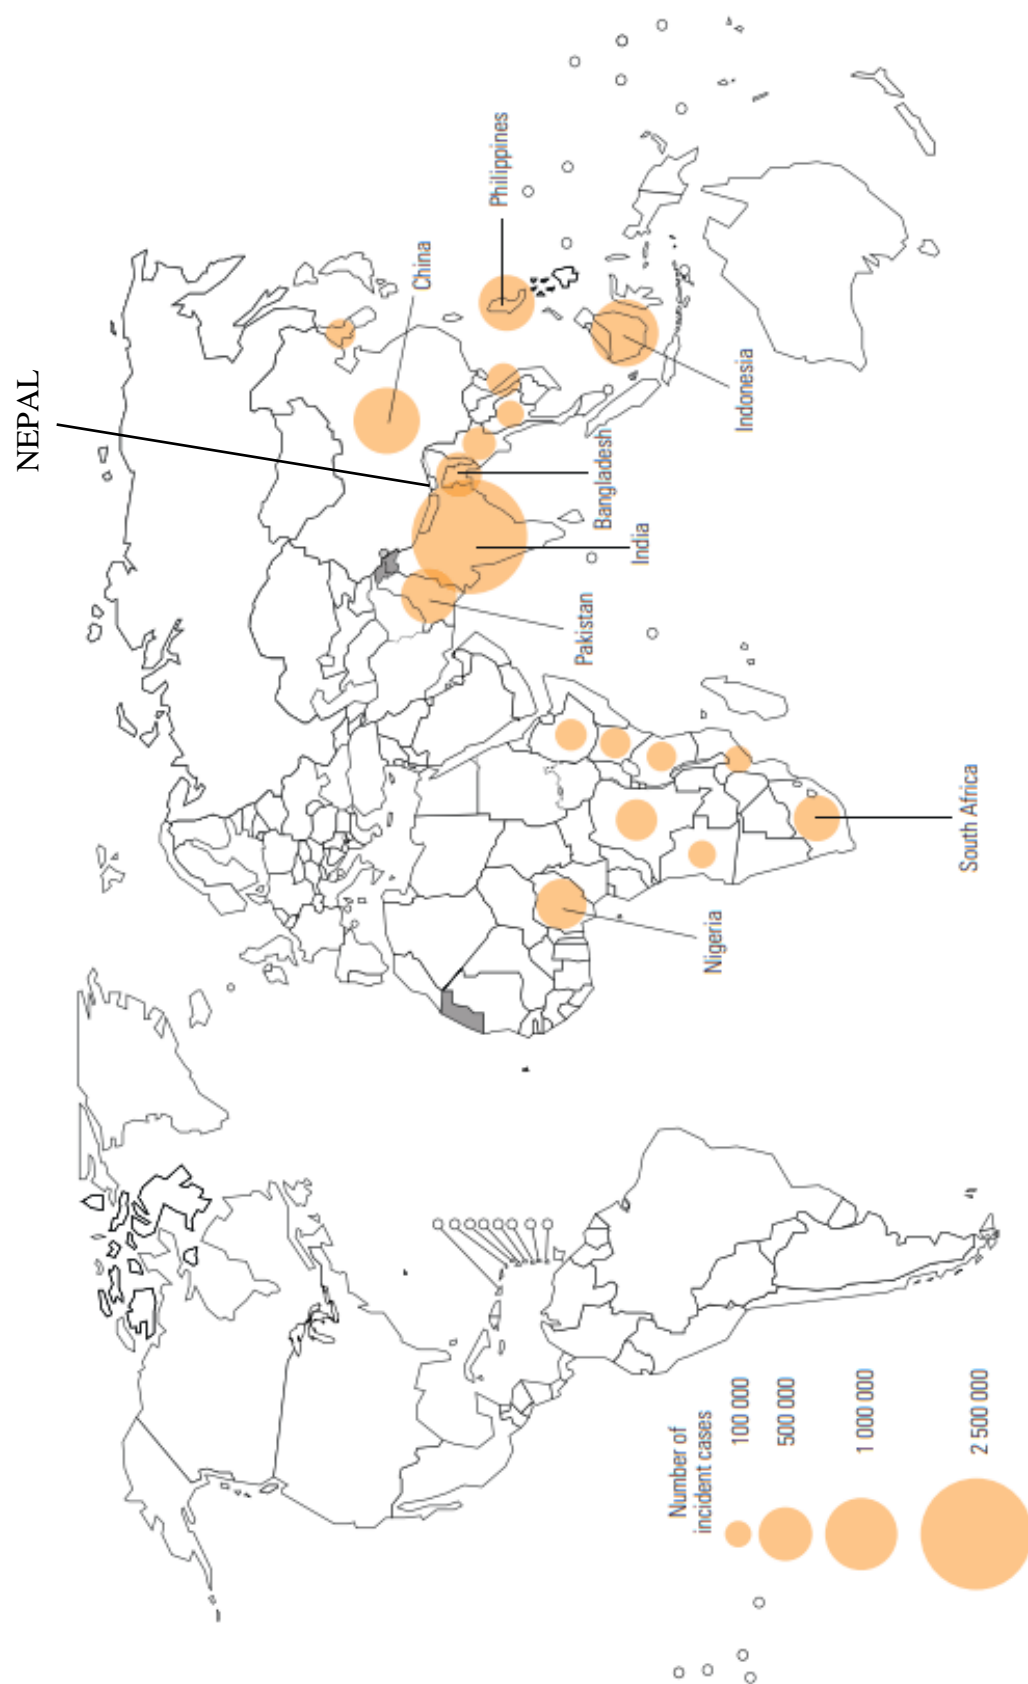 NEPAL
China
Philippines
Bangladesh
India
Pakistan
Indonesia
Nigeria
South Africa
Number of
incident cases
100 000
500 000
1 000 000
2 500 000